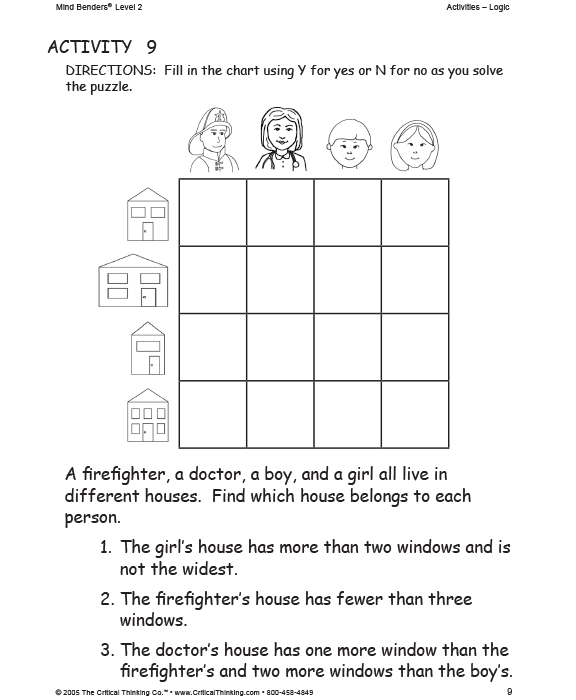 Mind Benders® Level 2
Activities – Logic
ACTIVITY 9
DIRECTIONS: Fill in the chart using Y for yes or N for no as you solve
the puzzle.
A firefighter, a doctor, a boy, and a girl all live in
different houses. Find which house belongs to each
person.
1. The girl's house has more than two windows and is
not the widest.
2. The firefighter's house has fewer than three
windows.
3. The doctor's house has one more window than the
firefighter's and two more windows than the boy's.
© 2005 The Critical Thinking Co.™ • www.CriticalThinking.com • 800-458-4849
9